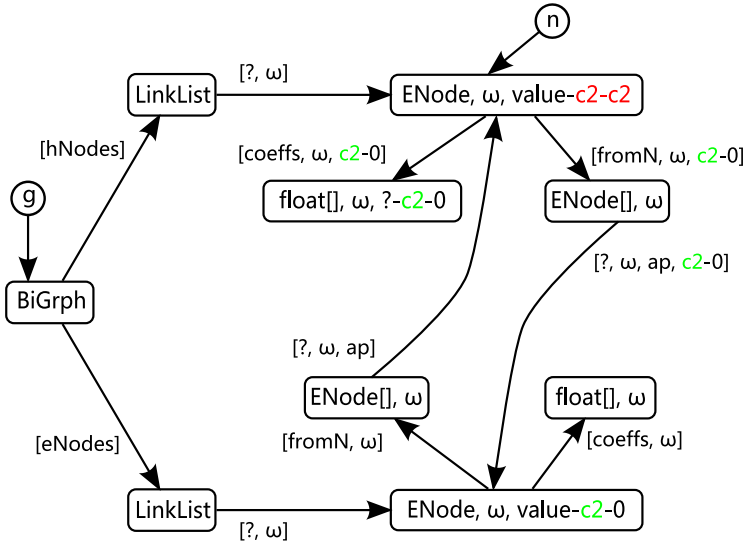 n
[?, ω]
LinkList
ENode, ω, value-c2-c2
[hNodes]
[coeffs, ω, c2-0]
[fromN, ω, c2-0]
g
float[], ω, ?-c2-0
ENode[], ω
[?, ω, ap, c2-0]
BiGrph
[?, ω, ap]
ENode[], ω
float[], ω
[eNodes]
[fromN, ω]
[coeffs, ω]
LinkList
ENode, ω, value-c2-0
[?, ω]